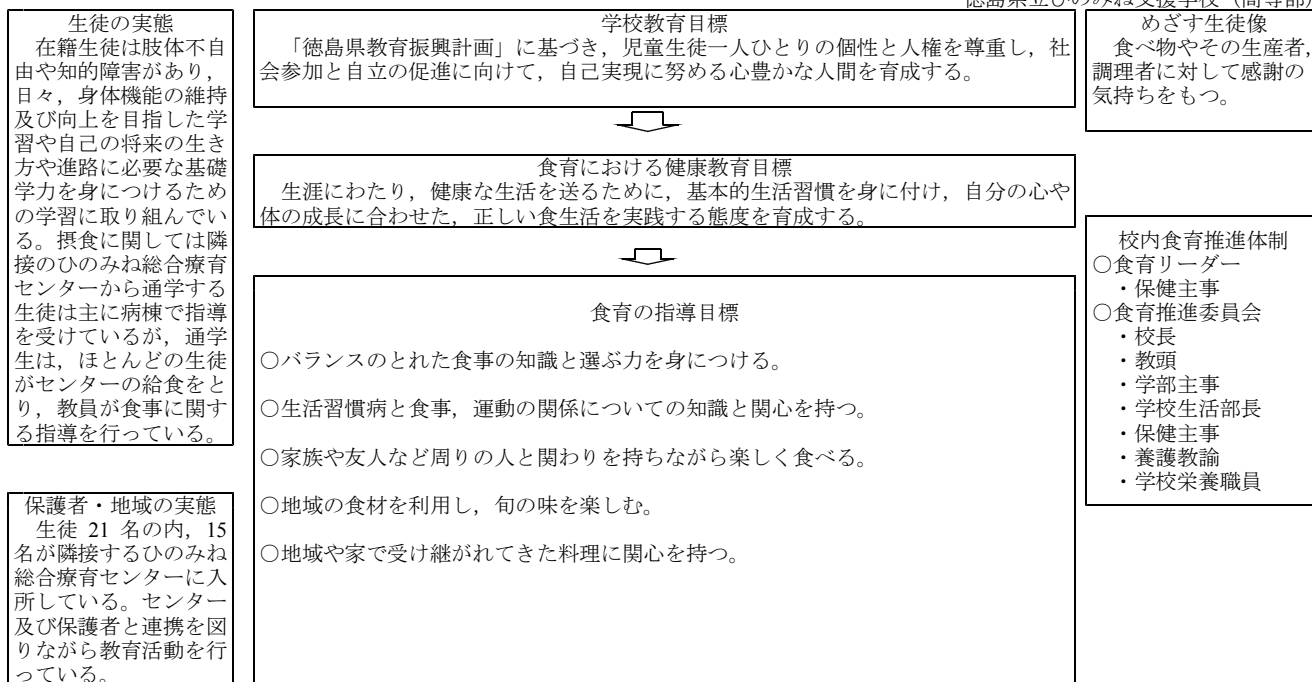 徳島県立ひのみね支援学校（高等部）
生徒の実態
在籍生徒は肢体不自
由や知的障害があり，
日々，身体機能の維持
及び向上を目指した学
習や自己の将来の生き
方や進路に必要な基礎
学力を身につけるため
の学習に取り組んでい
る。摂食に関しては隣
接のひのみね総合療育
センターから通学する
生徒は主に病棟で指導
を受けているが，通学
生は，ほとんどの生徒
がセンターの給食をと
り，教員が食事に関す
る指導を行っている。
保護者・地域の実態
生徒 21 名の内，15
名が隣接するひのみね
総合療育センターに入
所している。センター
及び保護者と連携を図
りながら教育活動を行
っている。
学校教育目標
「徳島県教育振興計画」に基づき，児童生徒一人ひとりの個性と人権を尊重し，社
会参加と自立の促進に向けて，自己実現に努める心豊かな人間を育成する。
食育における健康教育目標
生涯にわたり，健康な生活を送るために，基本的生活習慣を身に付け，自分の心や
体の成長に合わせた，正しい食生活を実践する態度を育成する。
食育の指導目標
○バランスのとれた食事の知識と選ぶ力を身につける。
○生活習慣病と食事，運動の関係についての知識と関心を持つ。
○家族や友人など周りの人と関わりを持ちながら楽しく食べる。
○地域の食材を利用し，旬の味を楽しむ。
○地域や家で受け継がれてきた料理に関心を持つ。
めざす生徒像
食べ物やその生産者，
調理者に対して感謝の
気持ちをもつ。
校内食育推進体制
○食育リーダー
・保健主事
○食育推進委員会
・校長
・教頭
・学部主事
・学校生活部長
・保健主事
・養護教諭
・学校栄養職員